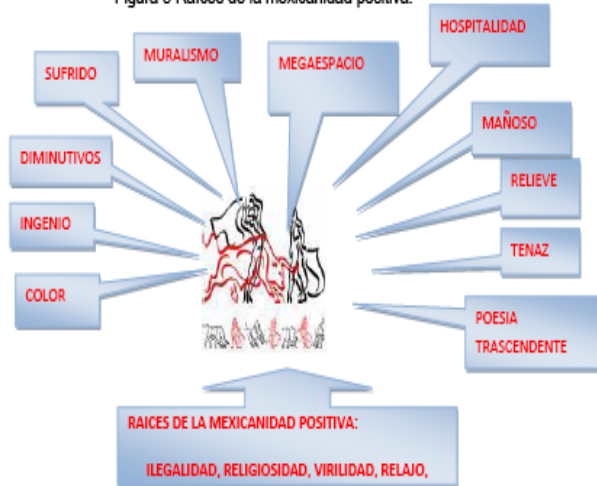 Figura 3 Raíces de la mexicanidad positiva.
HOSPITALIDAD
MURALISMO
MEGAESPACIO
SUFRIDO
MAÑOSO
DIMINUTIVOS
RELIEVE
INGENIO
TENAZ
COLOR
POESIA
TRASCENDENTE
RAICES DE LA MEXICANIDAD POSITIVA:
ILEGALIDAD, RELIGIOSIDAD, VIRILIDAD, RELAJO,